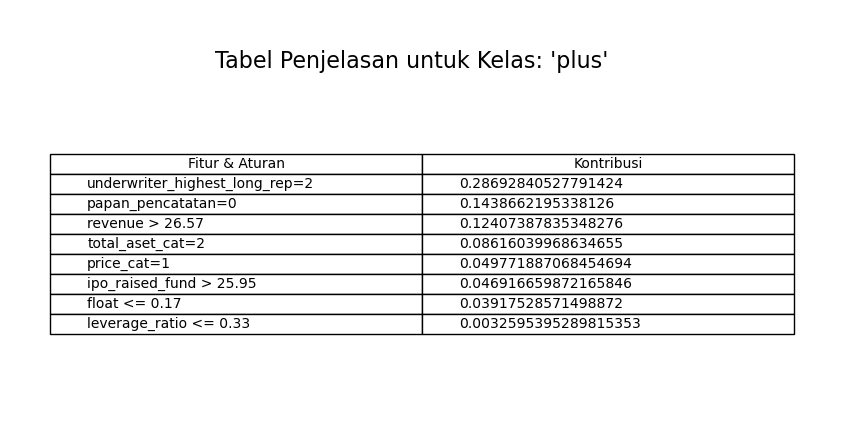 Tabel Penjelasan untuk Kelas: 'plus'
Fitur & Aturan Kontribusi
underwriter_highest_long_rep=2 0.28692840527791424
papan_pencatatan=0 0.1438662195338126
revenue > 26.57 0.12407387835348276
total_aset_cat=2 0.08616039968634655
price_cat=1 0.049771887068454694
ipo_raised_fund > 25.95 0.046916659872165846
float <= 0.17 0.03917528571498872
leverage_ratio <= 0.33 0.0032595395289815353